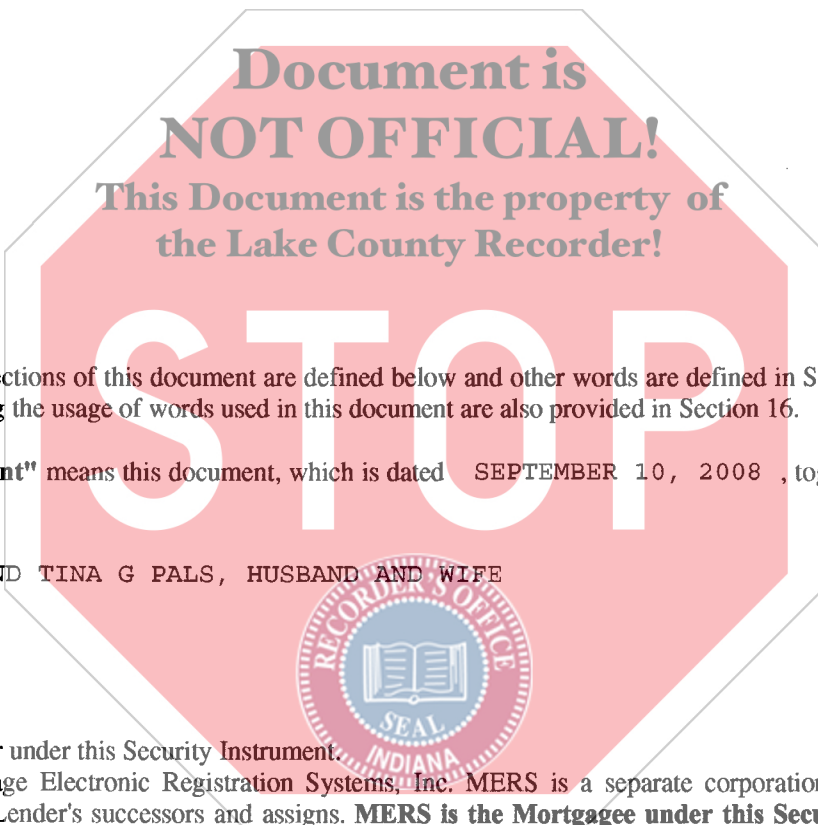 Document is
NOT OFFICIAL!
This Document is the property of
the Lake County Recorder!
STOP
ctions of this document are defined below and other words are defined in S
g the usage of words used in this document are also provided in Section 16.
nt" means this document, which is dated SEPTEMBER 10, 2008 , tog
ND TINA G PALS, HUSBAND AND WIFE
RECORDER'S OFFICE
SEAL
INDIANA
r under this Security Instrument.
ge Electronic Registration Systems, Inc. MERS is a separate corporation
Lender's successors and assigns. MERS is the Mortgagee under this Secu